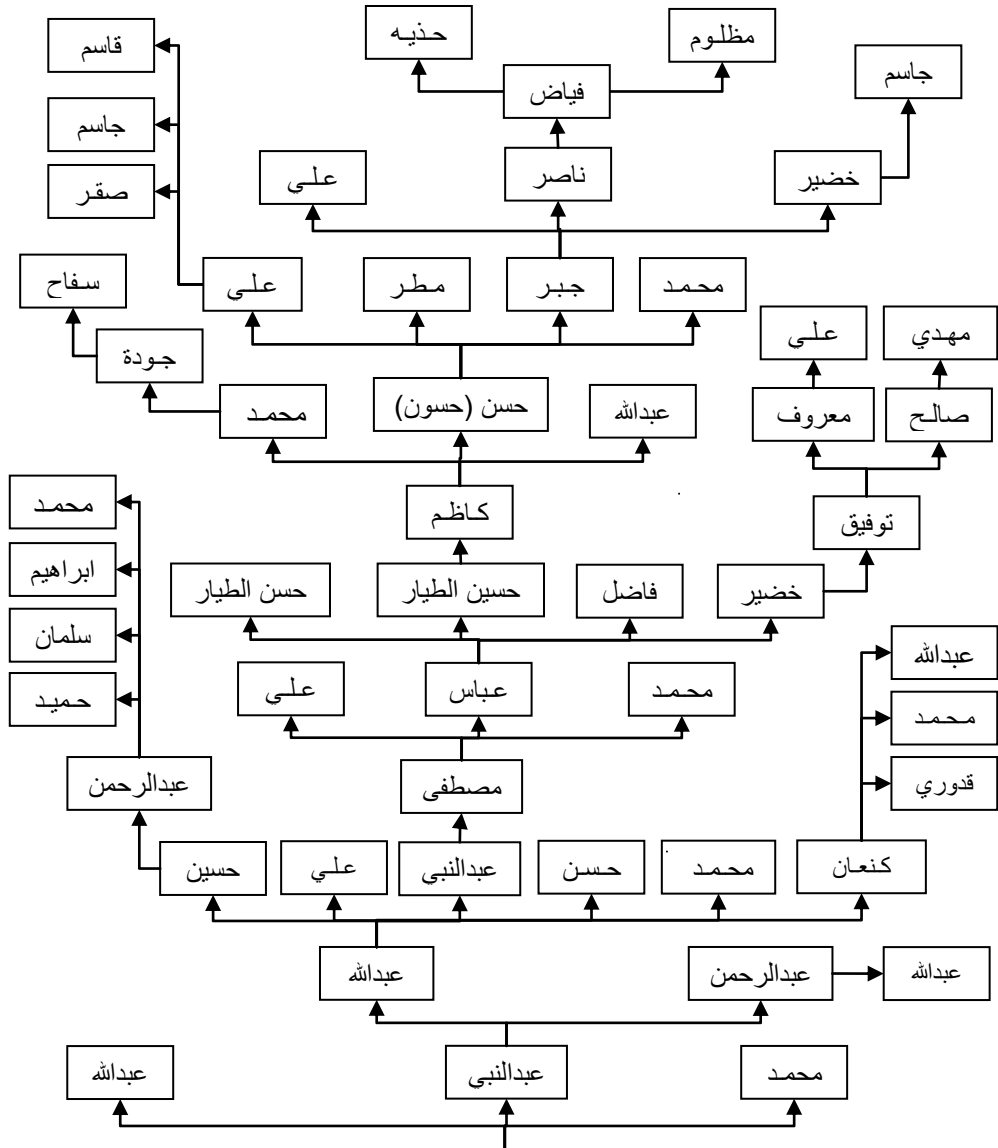 مظلوم
حذيه
جاسم
فياض
قاسم
جاسم
صقر
خضير
ناصر
علي
محمد
جبر
مطر
علي
سفاح
مهدي
علي
جودة
صالح
معروف
عبدالله
حسن (حسون)
محمد
توفيق
كاظم
محمد
ابراهيم
سلمان
حميد
خضير
فاضل
حسين الطيار
حسن الطيار
عبدالله
محمد
قدوري
محمد
عباس
علي
مصطفى
عبدالرحمن
كنعان
محمد
حسن
عبدالنبي
علي
حسين
عبدالله
عبدالرحمن
عبدالله
محمد
عبدالنبي
عبدالله